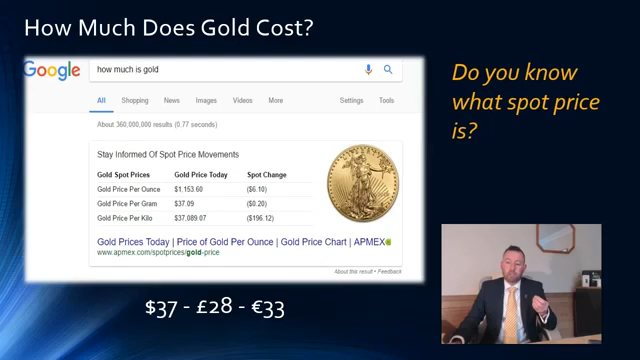 How Much Does Gold Cost?
Google
how much is gold
All Shopping News Images Videos More Settings Tools
About 360,000,000 results (0.77 seconds)
Stay Informed Of Spot Price Movements
Gold Spot Prices Gold Price Today Spot Change
Gold Price Per Ounce $1,153.60 ($6.10)
Gold Price Per Gram $37.09 ($0.20)
Gold Price Per Kilo $37,089.07 ($196.12)
Gold Prices Today | Price of Gold Per Ounce | Gold Price Chart | APMEX
www.apmex.com/spotprices/gold-price
About this result • Feedback
$37 - £28 - €33
Do you know
what spot price
is?